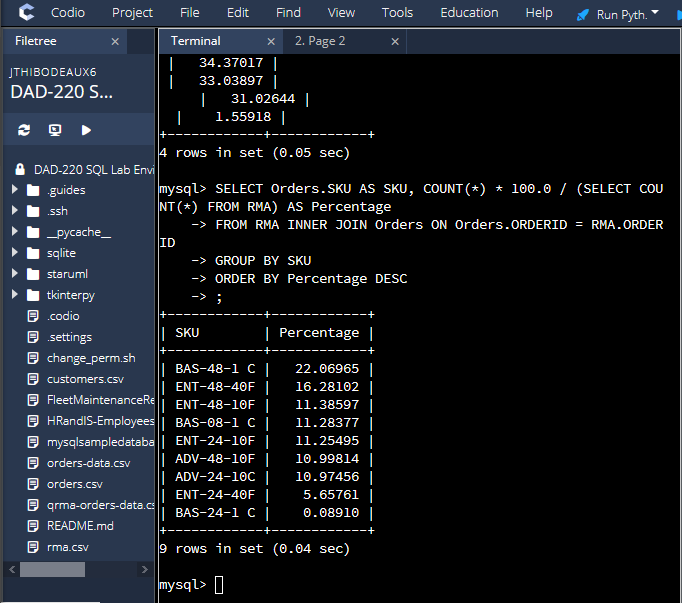 Codio Project File Edit Find View Tools Education Help Run Pyth.
Filetree ×
JTHIBODEAUX6
DAD-220 S...
DAD-220 SQL Lab Envi
.guides
.ssh
__pycache__
sqlite
staruml
tkinterpy
.codio
.settings
change_perm.sh
customers.csv
FleetMaintenanceRe
HRandIS-Employees
mysqlsampledataba
orders-data.csv
orders.csv
qrma-orders-data.cs
README.md
rma.csv
Terminal × 2. Page 2 ×
| 34.37017 |
| 33.03897 |
| 31.02644 |
| 1.55918 |
+------------+------------+
4 rows in set (0.05 sec)
mysql> SELECT Orders.SKU AS SKU, COUNT(*) * 100.0 / (SELECT COU
NT(*) FROM RMA) AS Percentage
-> FROM RMA INNER JOIN Orders ON Orders.ORDERID = RMA.ORDER
ID
-> GROUP BY SKU
-> ORDER BY Percentage DESC
-> ;
+------------+------------+
| SKU | Percentage |
+------------+------------+
| BAS-48-1 C | 22.06965 |
| ENT-48-40F | 16.28102 |
| ENT-48-10F | 11.38597 |
| BAS-08-1 C | 11.28377 |
| ENT-24-10F | 11.25495 |
| ADV-48-10F | 10.99814 |
| ADV-24-10C | 10.97456 |
| ENT-24-40F | 5.65761 |
| BAS-24-1 C | 0.08910 |
+------------+------------+
9 rows in set (0.04 sec)
mysql>